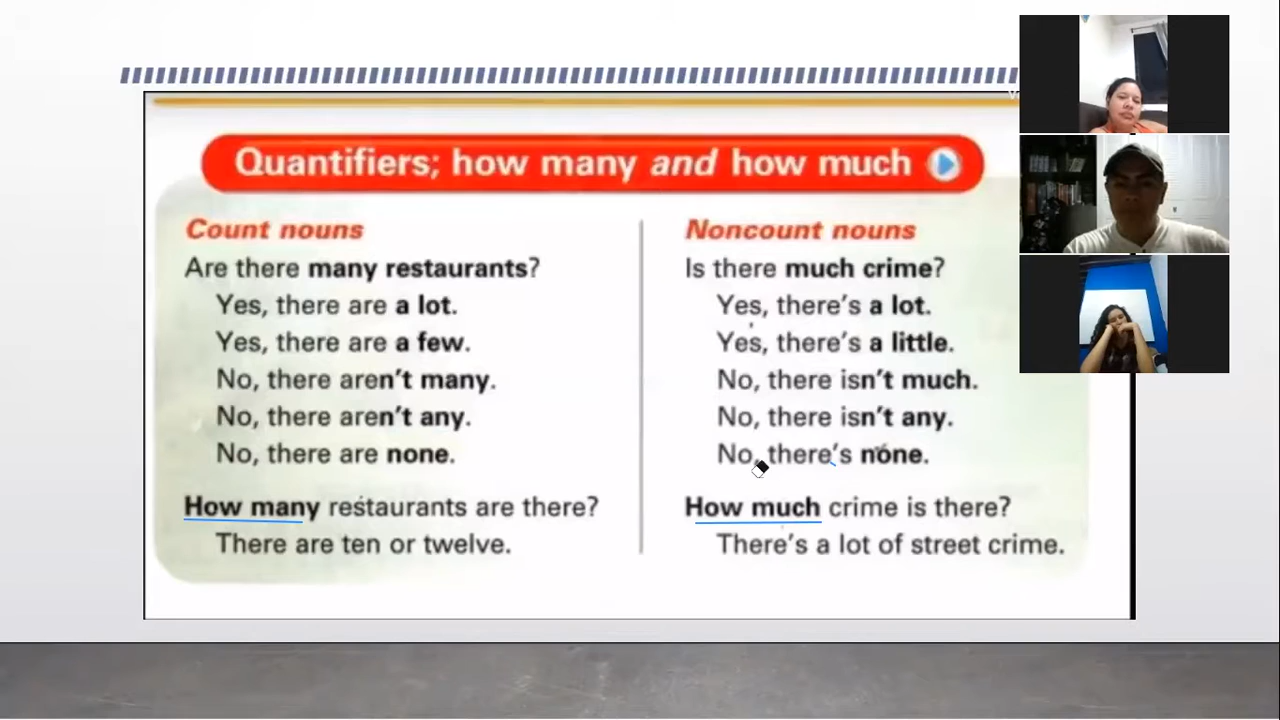 Quantifiers; how many and how much
Count nouns
Are there many restaurants?
Yes, there are a lot.
Yes, there are a few.
No, there aren't many.
No, there aren't any.
No, there are none.
How many restaurants are there?
There are ten or twelve.
Noncount nouns
Is there much crime?
Yes, there's a lot.
Yes, there's a little.
No, there isn't much.
No, there isn't any.
No, there's none.
How much crime is there?
There's a lot of street crime.